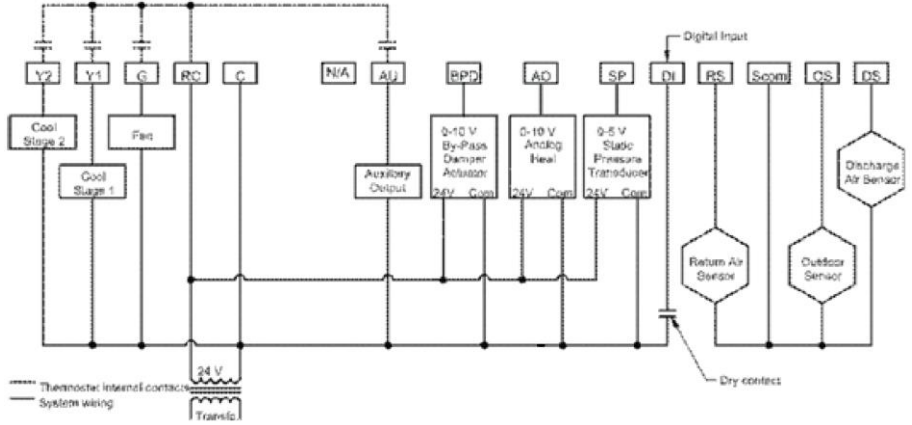 Digital Input
Y2 Y1 G RC C N/A AU BPD AO SP DI RS Scom OS DS
Cool
Stage 2
Fan
Cool
Stage 1
Auxiliary
Output
0-10 V
By-Pass
Damper
Actuator
24V Com
0-10 V
Analog
Heat
24V Com
0-5 V
Static
Pressure
Transducer
24V Com
Discharge
Air Sensor
Return Air
Sensor
Outdoor
Sensor
24 V
Dry contact
Thermostat internal contacts
System wiring
Transfo.